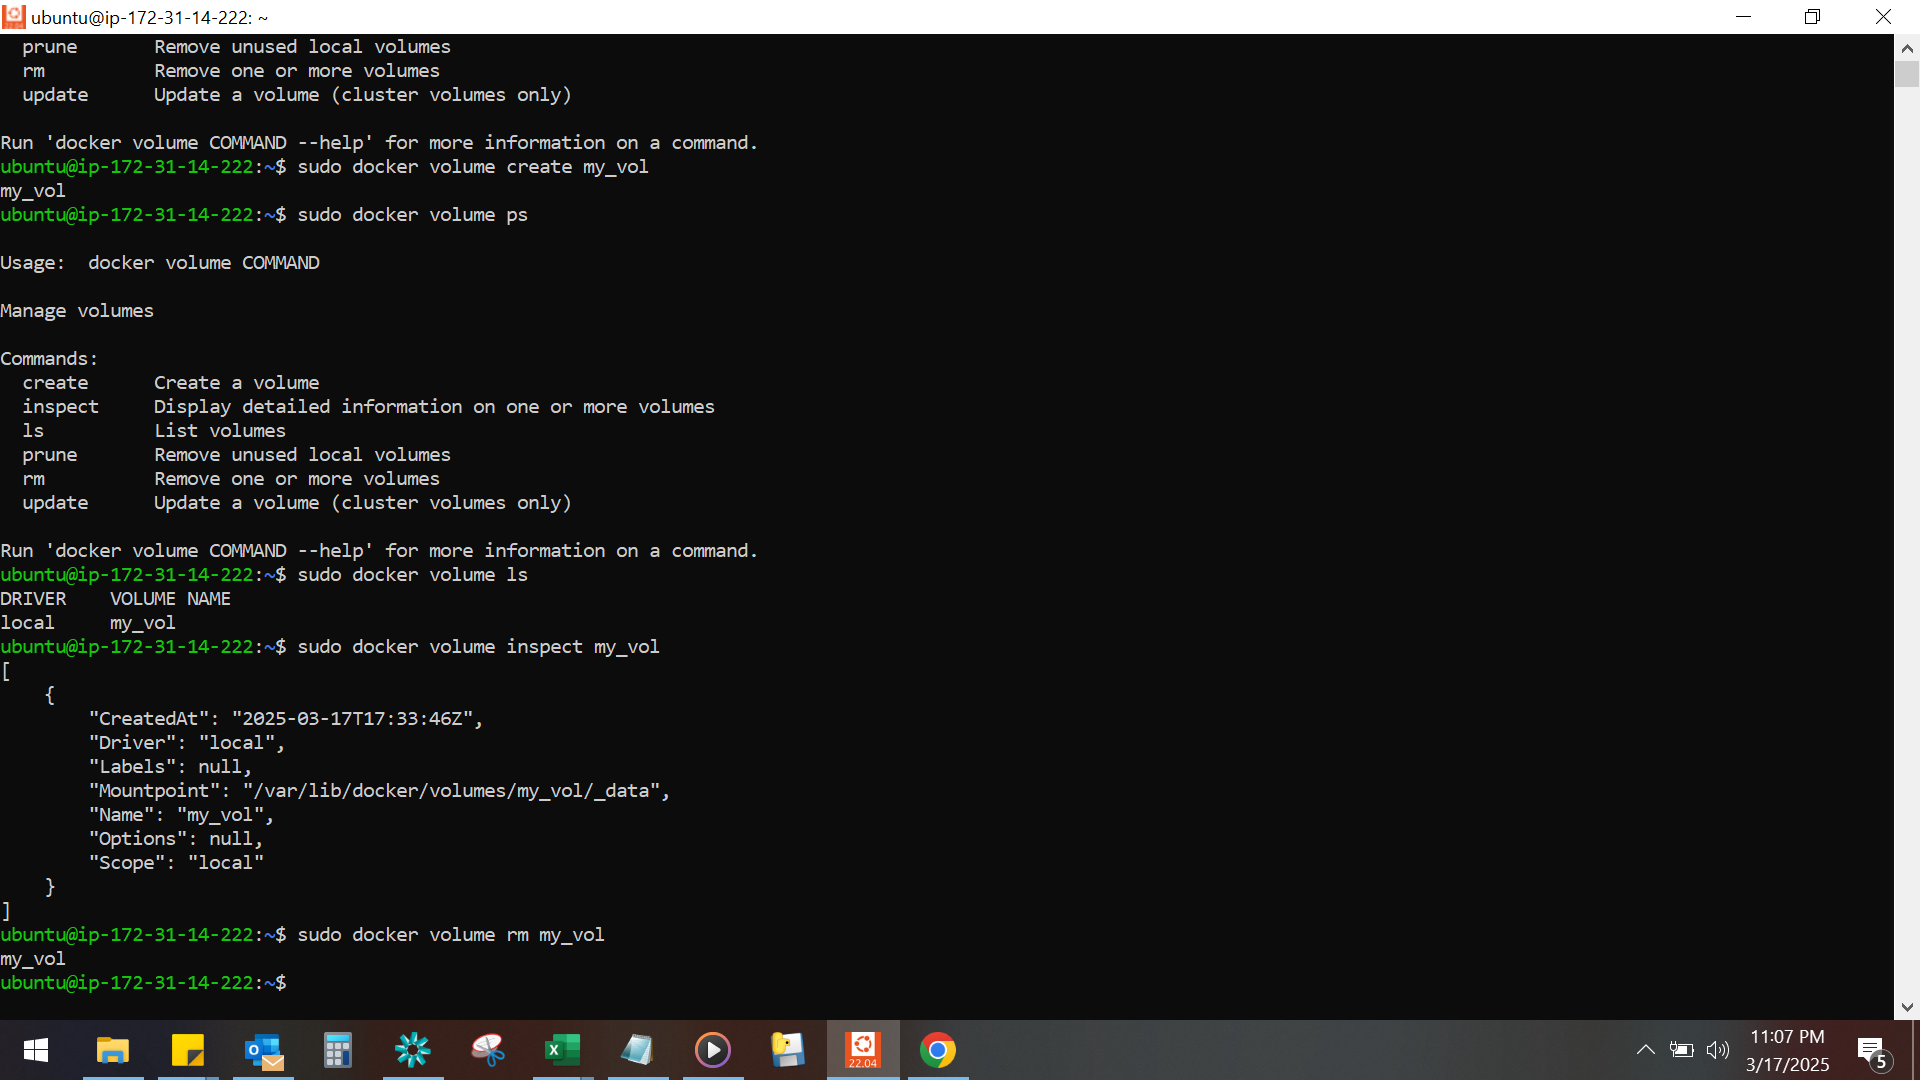 ubuntu@ip-172-31-14-222: ~
  prune       Remove unused local volumes
  rm          Remove one or more volumes
  update      Update a volume (cluster volumes only)

Run 'docker volume COMMAND --help' for more information on a command.
ubuntu@ip-172-31-14-222:~$ sudo docker volume create my_vol
my_vol
ubuntu@ip-172-31-14-222:~$ sudo docker volume ps

Usage:  docker volume COMMAND

Manage volumes

Commands:
  create      Create a volume
  inspect     Display detailed information on one or more volumes
  ls          List volumes
  prune       Remove unused local volumes
  rm          Remove one or more volumes
  update      Update a volume (cluster volumes only)

Run 'docker volume COMMAND --help' for more information on a command.
ubuntu@ip-172-31-14-222:~$ sudo docker volume ls
DRIVER    VOLUME NAME
local     my_vol
ubuntu@ip-172-31-14-222:~$ sudo docker volume inspect my_vol
[
    {
        "CreatedAt": "2025-03-17T17:33:46Z",
        "Driver": "local",
        "Labels": null,
        "Mountpoint": "/var/lib/docker/volumes/my_vol/_data",
        "Name": "my_vol",
        "Options": null,
        "Scope": "local"
    }
]
ubuntu@ip-172-31-14-222:~$ sudo docker volume rm my_vol
my_vol
ubuntu@ip-172-31-14-222:~$
22.04
11:07 PM
3/17/2025
5